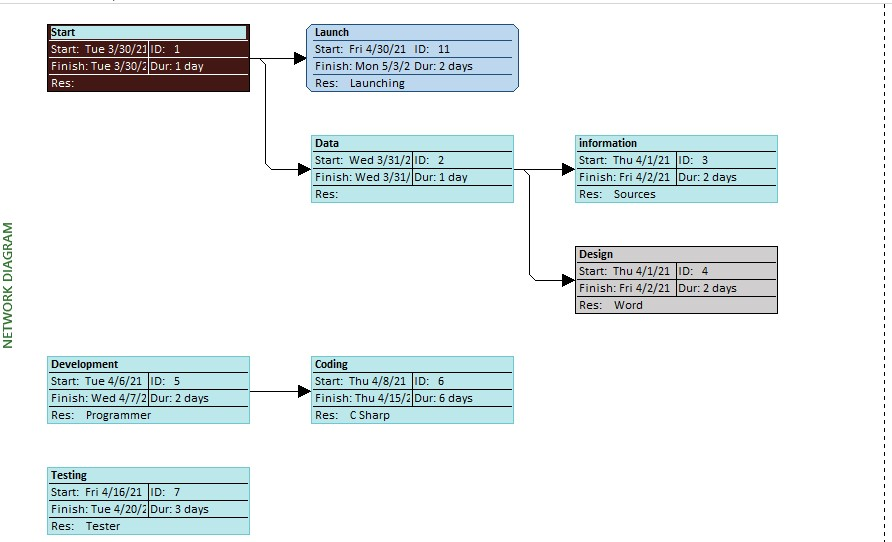 NETWORK DIAGRAM
Start
Start: Tue 3/30/21 ID: 1
Finish: Tue 3/30/2 Dur: 1 day
Res:
Launch
Start: Fri 4/30/21 ID: 11
Finish: Mon 5/3/2 Dur: 2 days
Res: Launching
Data
Start: Wed 3/31/2 ID: 2
Finish: Wed 3/31/ Dur: 1 day
Res:
information
Start: Thu 4/1/21 ID: 3
Finish: Fri 4/2/21 Dur: 2 days
Res: Sources
Design
Start: Thu 4/1/21 ID: 4
Finish: Fri 4/2/21 Dur: 2 days
Res: Word
Development
Start: Tue 4/6/21 ID: 5
Finish: Wed 4/7/2 Dur: 2 days
Res: Programmer
Coding
Start: Thu 4/8/21 ID: 6
Finish: Thu 4/15/2 Dur: 6 days
Res: C Sharp
Testing
Start: Fri 4/16/21 ID: 7
Finish: Tue 4/20/2 Dur: 3 days
Res: Tester